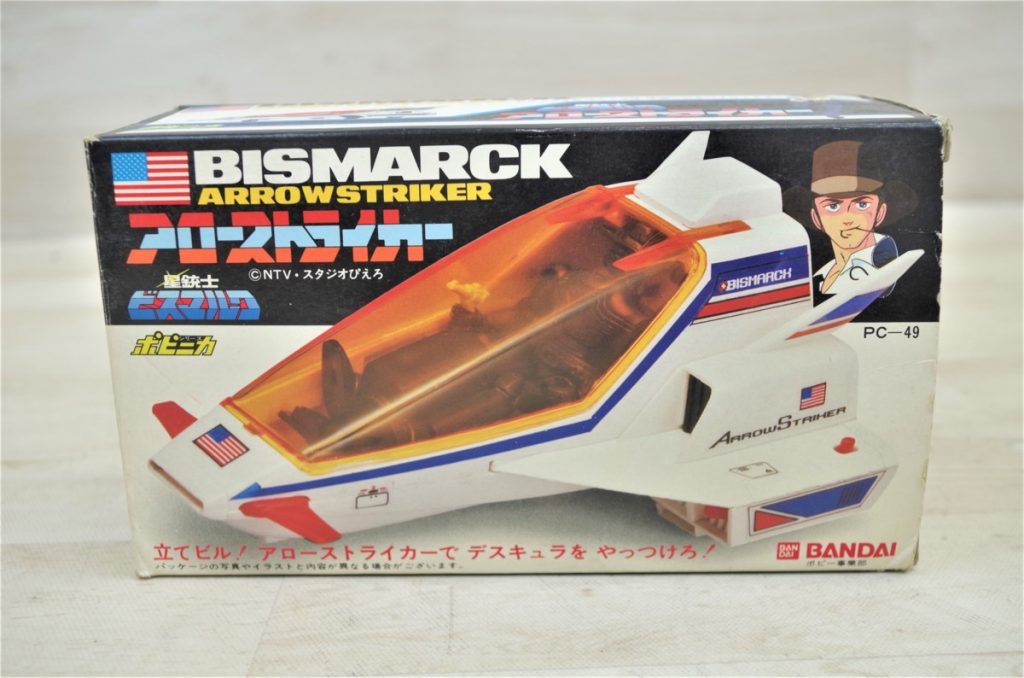 BISMARCK
ARROW STRIKER
アローストライカー
©NTV・スタジオぴえろ
星銃士
ビスマルク
ポピニカ
BISMARCK
PC-49
ARROWSTRIKER
立てビル! アローストライカーで デスキュラを やっつけろ!
パッケージの写真やイラストと内容が異なる場合がございます。
BAN
DAI
BANDAI
ポピー事業部